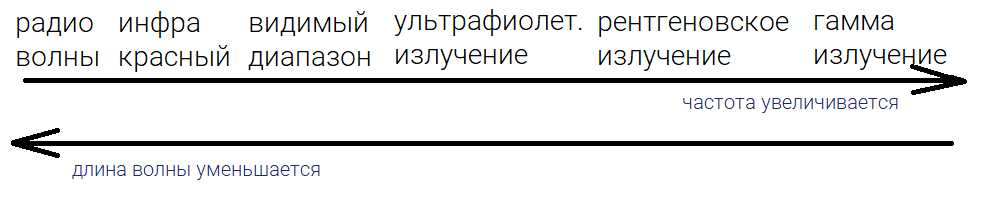 радио инфра видимый ультрафиолет. рентгеновское гамма
волны красный диапазон излучение излучение излучение
частота увеличивается
длина волны уменьшается